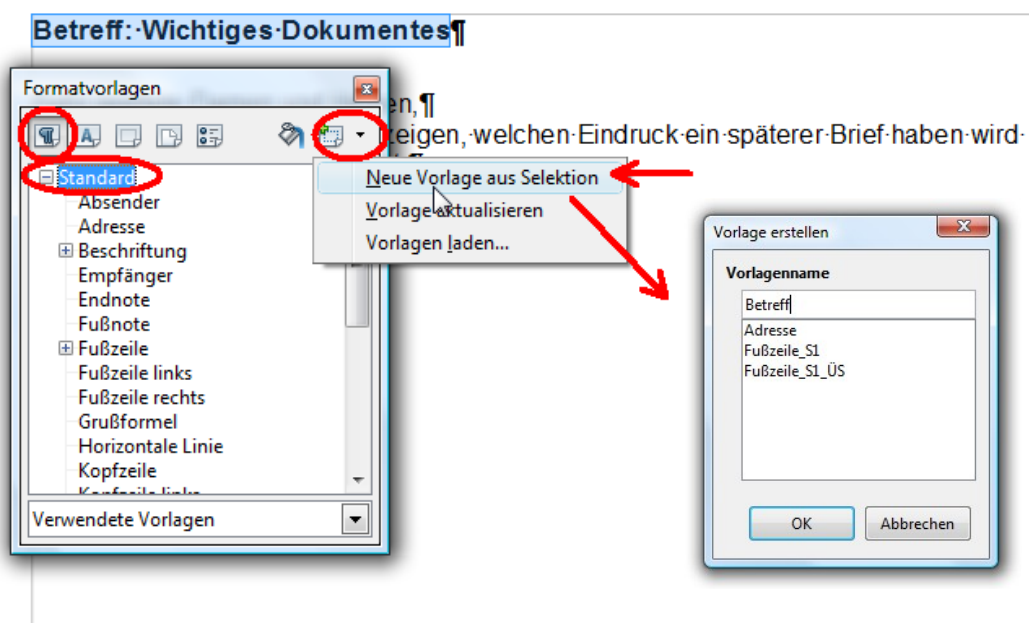 Betreff:·Wichtiges·Dokumentes¶
Formatvorlagen
en,¶
zeigen,·welchen·Eindruck·ein·späterer·Brief·haben·wird·
Standard
Absender
Adresse
Beschriftung
Empfänger
Endnote
Fußnote
Fußzeile
Fußzeile links
Fußzeile rechts
Grußformel
Horizontale Linie
Kopfzeile
Kopfzeile links
Verwendete Vorlagen
Neue Vorlage aus Selektion
Vorlage aktualisieren
Vorlagen laden...
Vorlage erstellen
Vorlagenname
Betreff
Adresse
Fußzeile_S1
Fußzeile_S1_ÜS
OK
Abbrechen